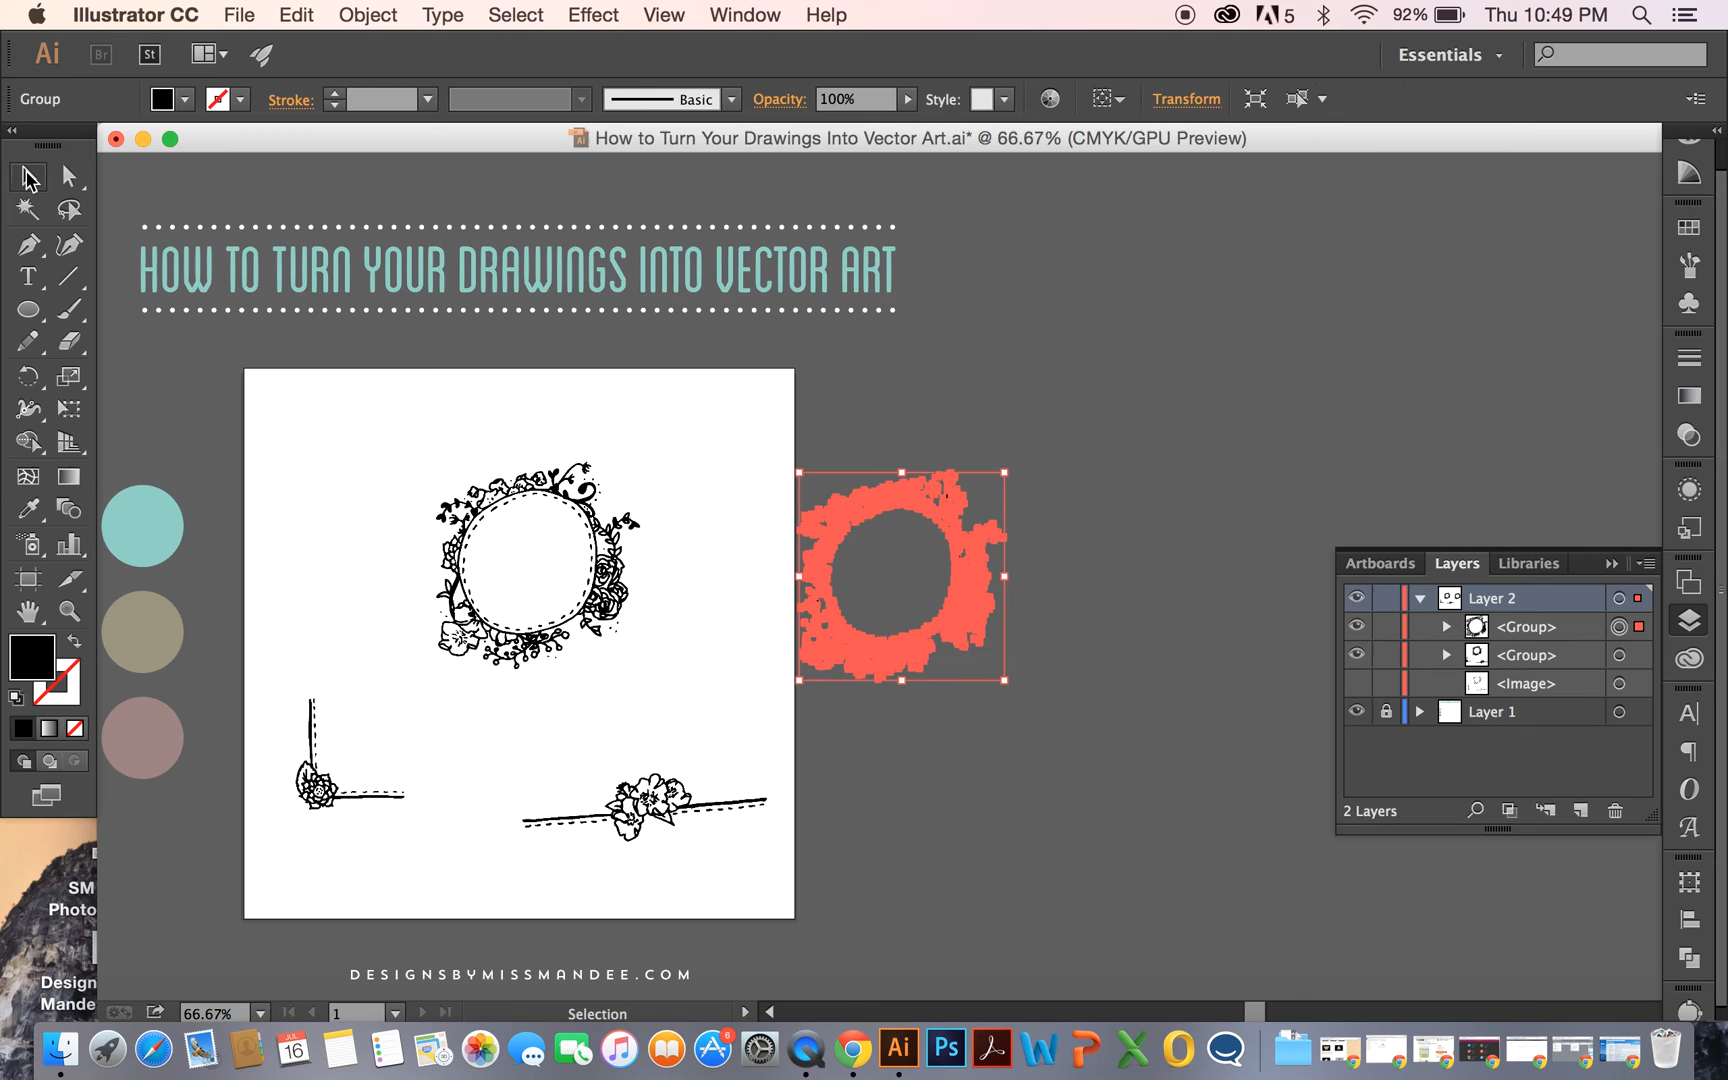 Illustrator CC File Edit Object Type Select Effect View Window Help 5 92% Thu 10:49 PM
Ai Br St Essentials
Group Stroke: Basic Opacity: 100% Style: Transform
How to Turn Your Drawings Into Vector Art.ai* @ 66.67% (CMYK/GPU Preview)
HOW TO TURN YOUR DRAWINGS INTO VECTOR ART
Artboards Layers Libraries
Layer 2
<Group>
<Group>
<Image>
Layer 1
2 Layers
SM
Photo
Design
Mande
DESIGNSBYMISSMANDEE.COM
66.67% 1 Selection
JUL
16
6
Ai Ps